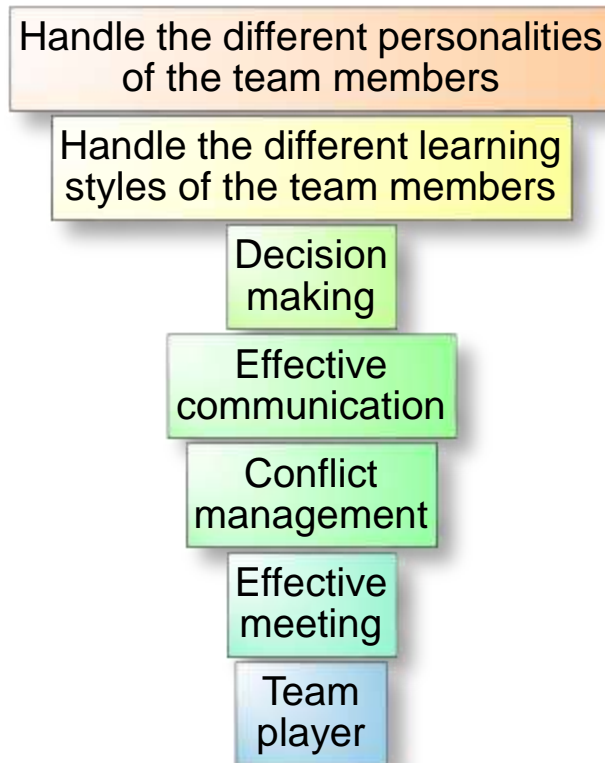 Handle the different personalities
of the team members
Handle the different learning
styles of the team members
Decision
making
Effective
communication
Conflict
management
Effective
meeting
Team
player